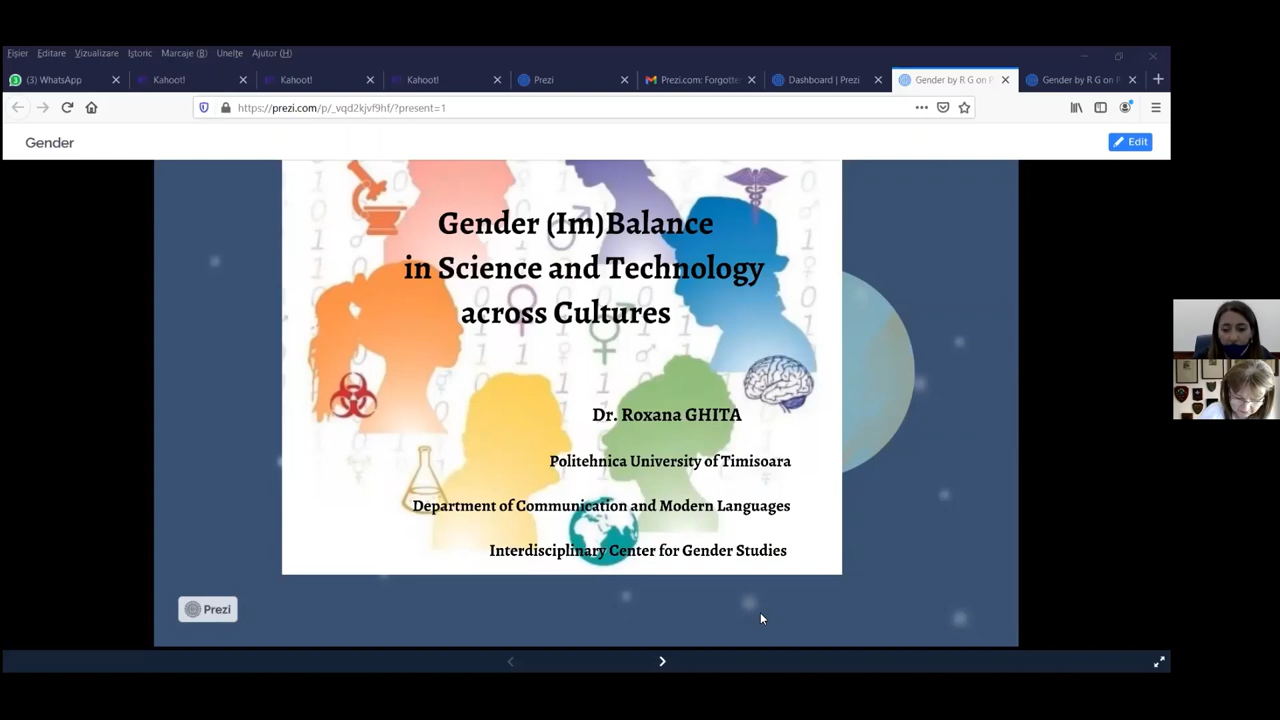 Fișier Editare Vizualizare Istoric Marcaje (B) Unelte Ajutor (H)
(3) WhatsApp Kahoot! Kahoot! Kahoot! Prezi Prezi.com: Forgotte Dashboard | Prezi Gender by R G on P Gender by R G on P
https://prezi.com/p/_vqd2kjvf9hf/?present=1
Gender
Edit
Gender (Im)Balance
in Science and Technology
across Cultures
Dr. Roxana GHITA
Politehnica University of Timisoara
Department of Communication and Modern Languages
Interdisciplinary Center for Gender Studies
Prezi